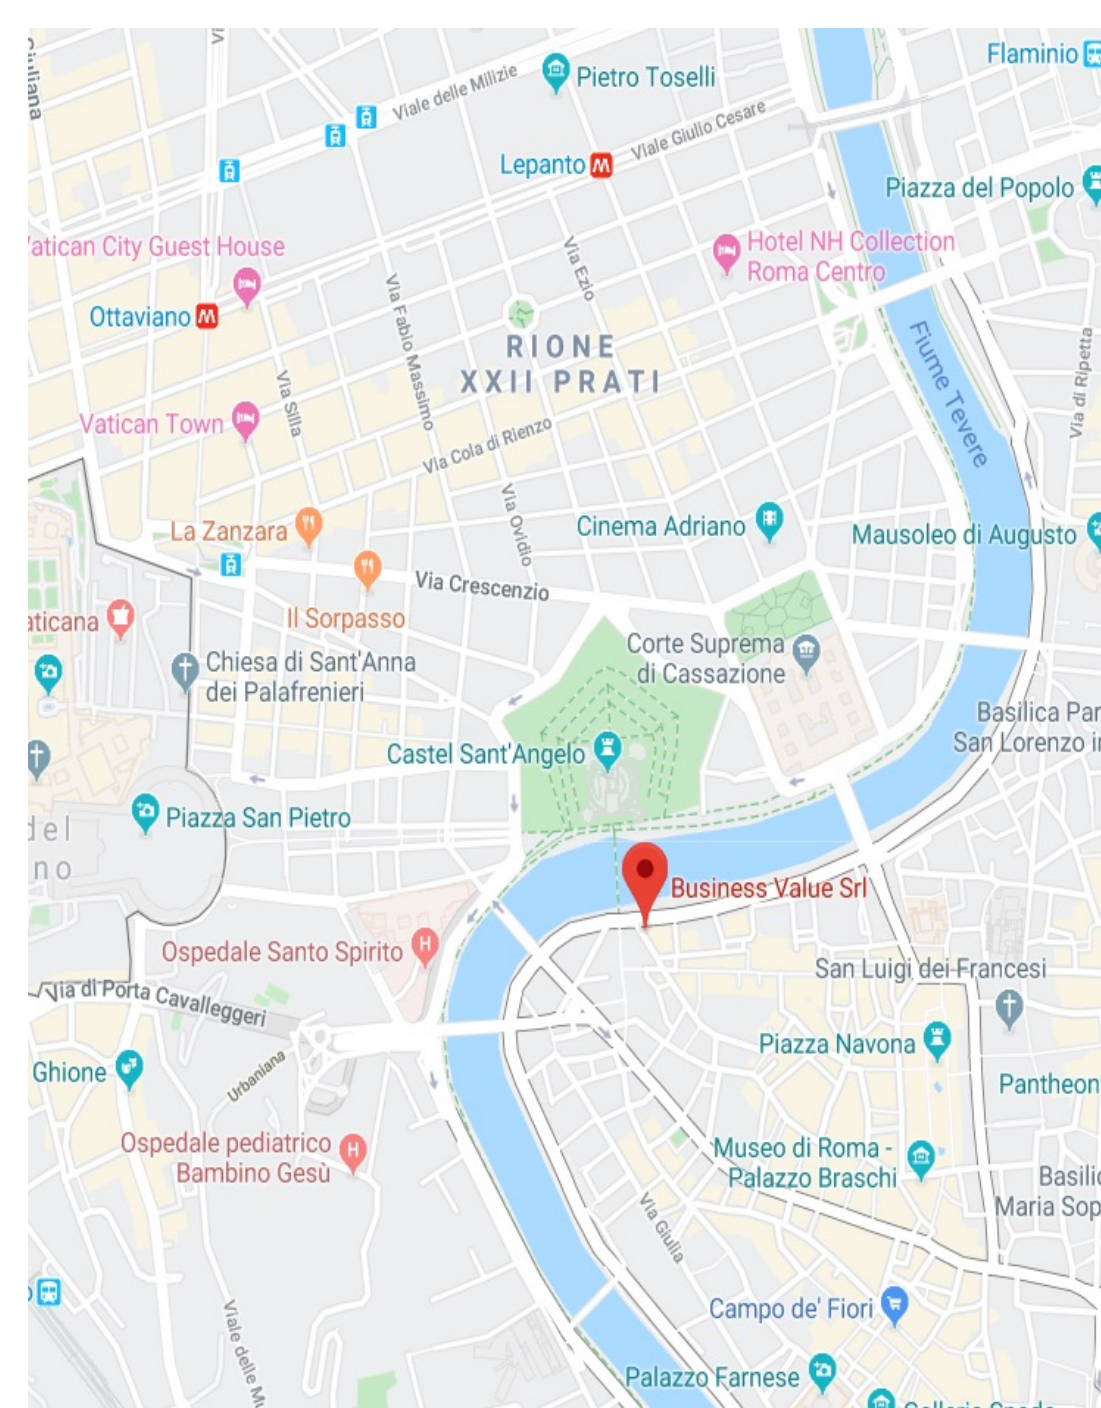 Giuliana
Flaminio
Pietro Toselli
Viale delle Milizie
Viale Giulio Cesare
Lepanto
Piazza del Popolo
Vatican City Guest House
Hotel NH Collection
Roma Centro
Via Ezio
Ottaviano
Via Fabio Massimo
RIONE
XXII PRATI
Fiume Tevere
Via di Ripetta
Via Silla
Vatican Town
Via Cola di Rienzo
Via Ovidio
La Zanzara
Cinema Adriano
Mausoleo di Augusto
Via Crescenzio
Il Sorpasso
aticana
Corte Suprema
di Cassazione
Chiesa di Sant'Anna
dei Palafrenieri
Basilica Par
San Lorenzo i
Castel Sant'Angelo
Piazza San Pietro
del
no
Business Value Srl
Ospedale Santo Spirito
San Luigi dei Francesi
Via di Porta Cavalleggeri
Piazza Navona
Urbaniana
Ghione
Pantheon
Ospedale pediatrico
Bambino Gesù
Museo di Roma -
Palazzo Braschi
Basilic
Maria Sop
Via Giulia
Campo de' Fiori
Viale delle Mu
Palazzo Farnese
Galleria Spada